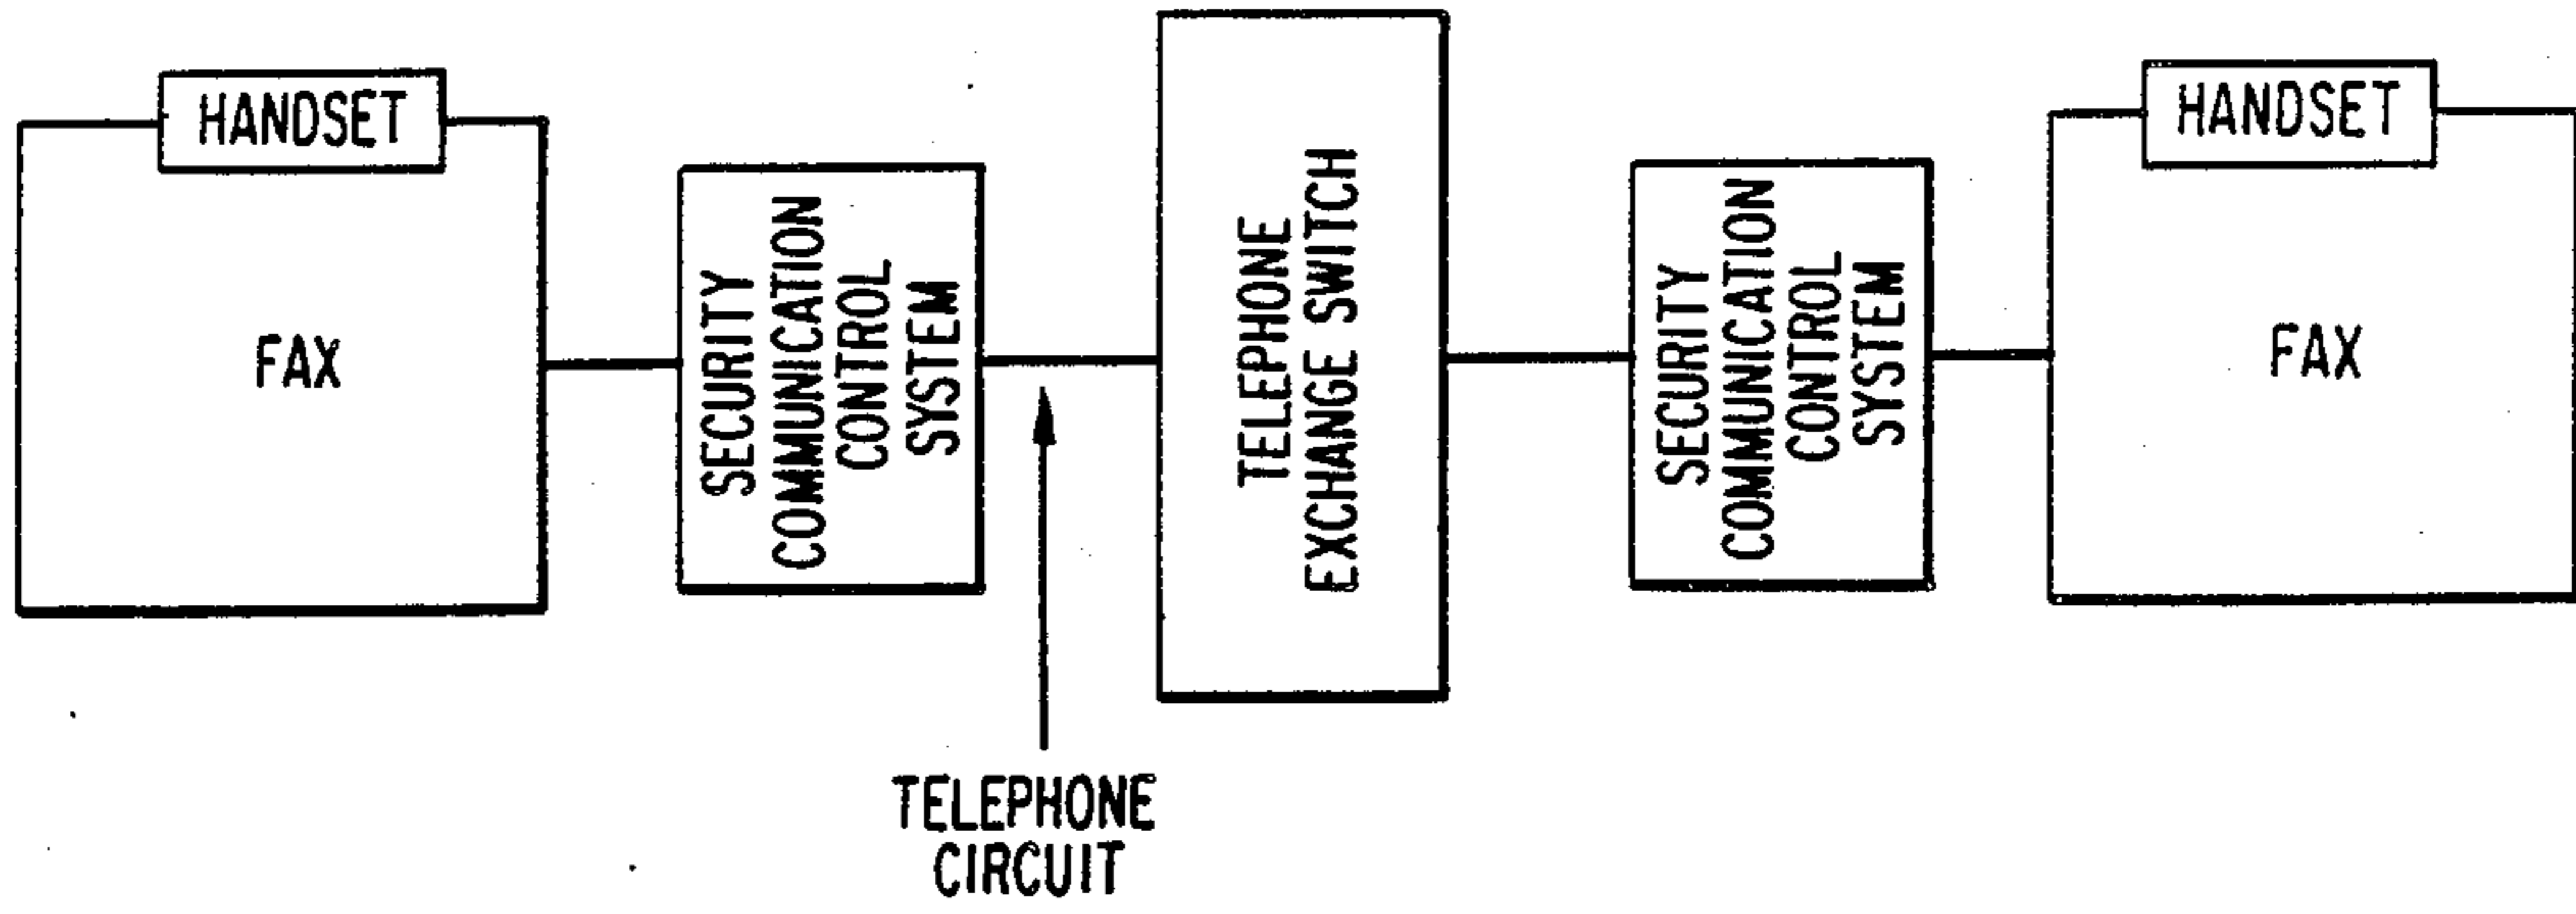 HANDSET
FAX
SECURITY
COMMUNICATION
CONTROL
SYSTEM
TELEPHONE
CIRCUIT
TELEPHONE
EXCHANGE SWITCH
SECURITY
COMMUNICATION
CONTROL
SYSTEM
HANDSET
FAX